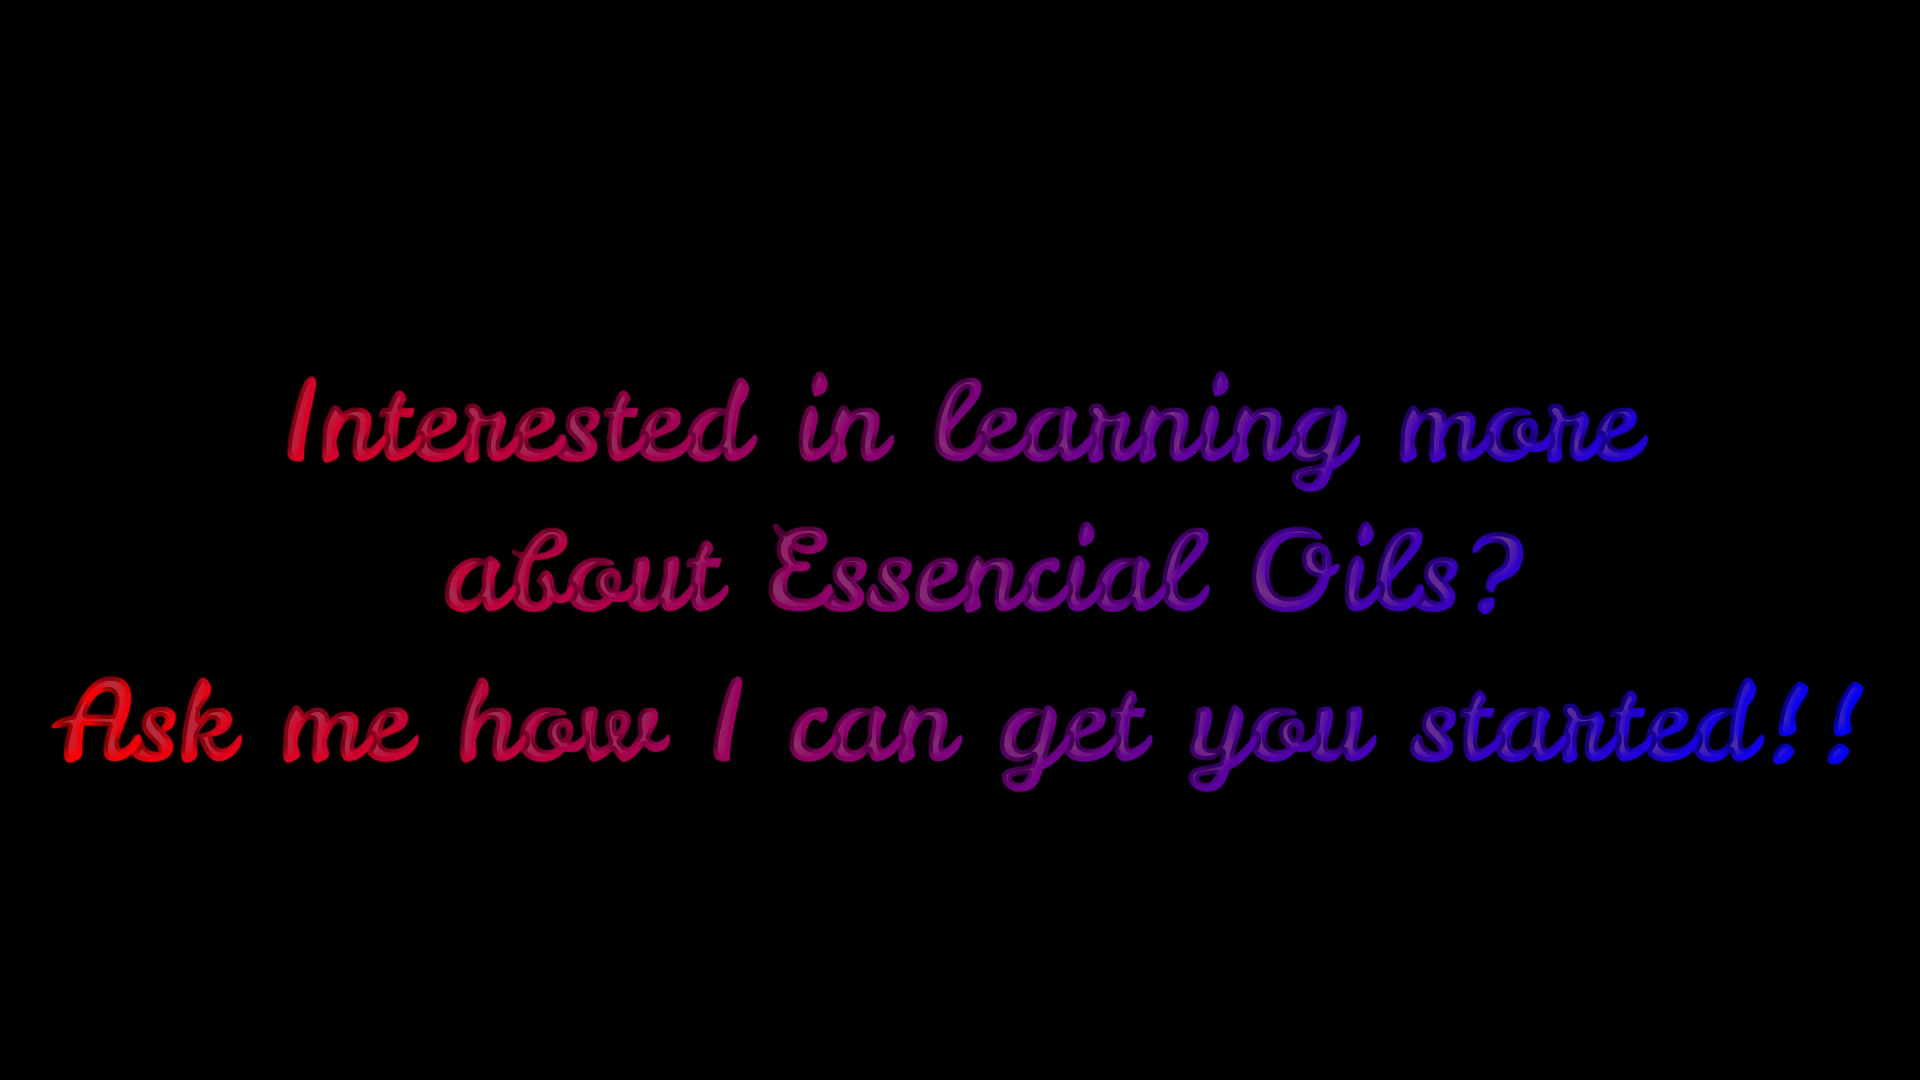 Interested in learning more
about Essencial Oils?
Ask me how I can get you started!!